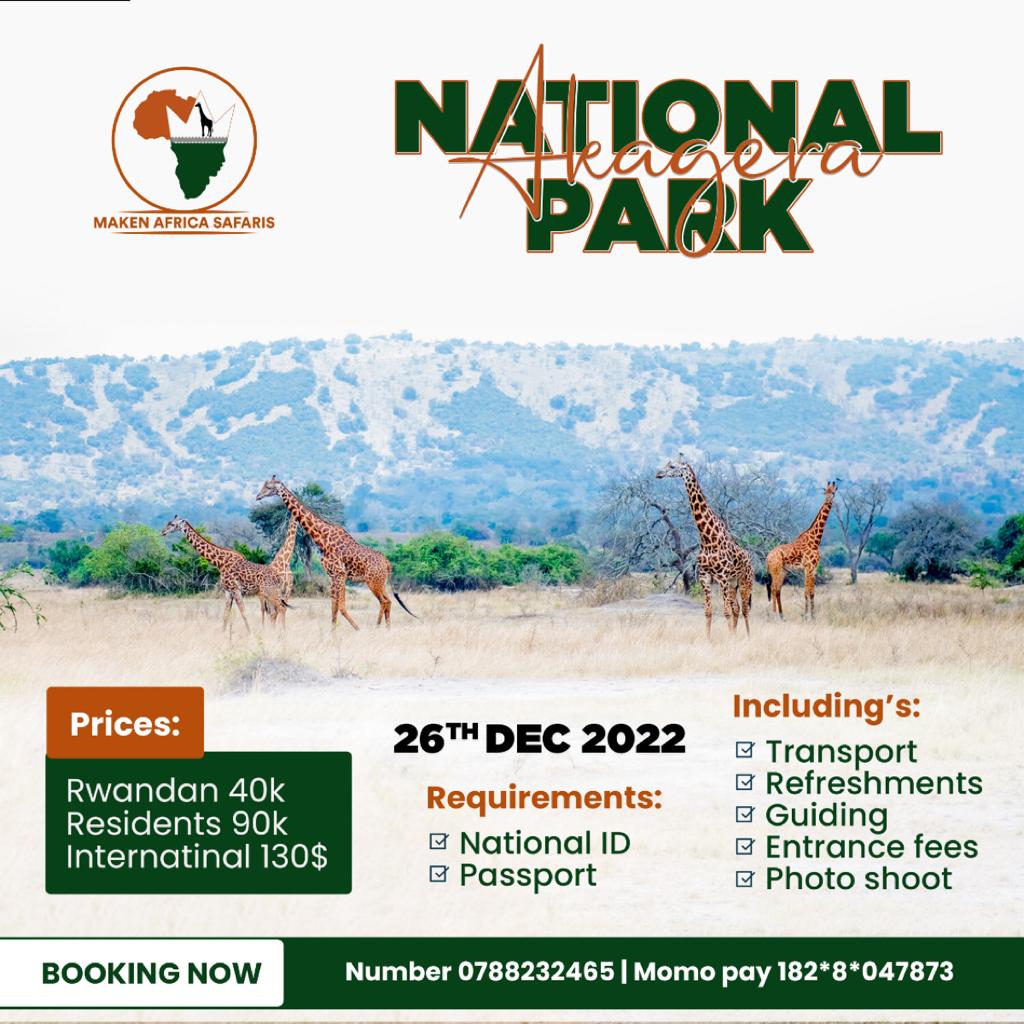 MAKEN AFRICA SAFARIS
NATIONAL
Akagera
PARK
Prices:
Rwandan 40k
Residents 90k
Internatinal 130$
26TH DEC 2022
Requirements:
National ID
Passport
Including's:
Transport
Refreshments
Guiding
Entrance fees
Photo shoot
BOOKING NOW
Number 0788232465 | Momo pay 182*8*047873